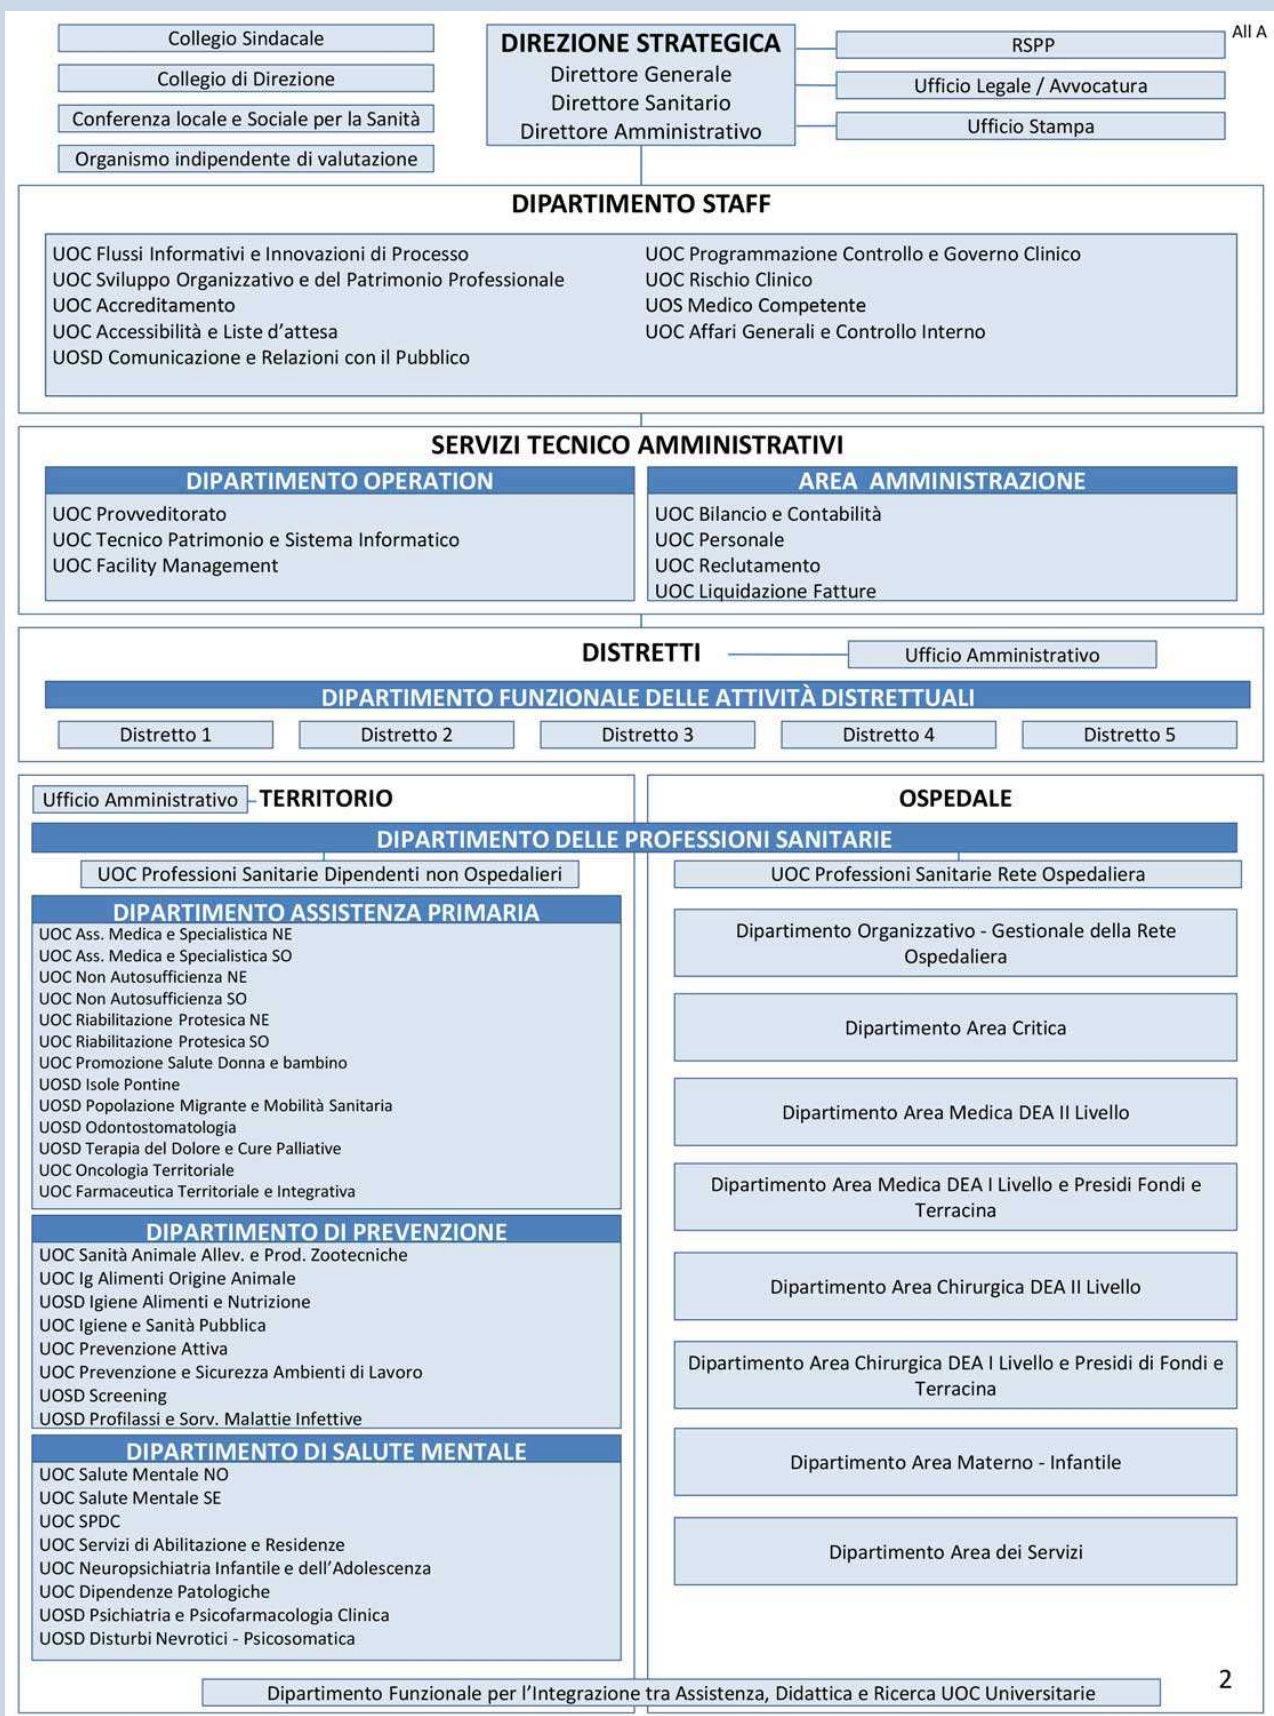 Collegio Sindacale
Collegio di Direzione
Conferenza locale e Sociale per la Sanità
Organismo indipendente di valutazione
DIREZIONE STRATEGICA
Direttore Generale
Direttore Sanitario
Direttore Amministrativo
RSPP
Ufficio Legale / Avvocatura
Ufficio Stampa
All A
DIPARTIMENTO STAFF
UOC Flussi Informativi e Innovazioni di Processo
UOC Sviluppo Organizzativo e del Patrimonio Professionale
UOC Accreditamento
UOC Accessibilità e Liste d'attesa
UOSD Comunicazione e Relazioni con il Pubblico
UOC Programmazione Controllo e Governo Clinico
UOC Rischio Clinico
UOS Medico Competente
UOC Affari Generali e Controllo Interno
SERVIZI TECNICO AMMINISTRATIVI
DIPARTIMENTO OPERATION
UOC Provveditorato
UOC Tecnico Patrimonio e Sistema Informatico
UOC Facility Management
AREA AMMINISTRAZIONE
UOC Bilancio e Contabilità
UOC Personale
UOC Reclutamento
UOC Liquidazione Fatture
DISTRETTI
Ufficio Amministrativo
DIPARTIMENTO FUNZIONALE DELLE ATTIVITÀ DISTRETTUALI
Distretto 1
Distretto 2
Distretto 3
Distretto 4
Distretto 5
Ufficio Amministrativo
TERRITORIO
OSPEDALE
DIPARTIMENTO DELLE PROFESSIONI SANITARIE
UOC Professioni Sanitarie Dipendenti non Ospedalieri
UOC Professioni Sanitarie Rete Ospedaliera
DIPARTIMENTO ASSISTENZA PRIMARIA
UOC Ass. Medica e Specialistica NE
UOC Ass. Medica e Specialistica SO
UOC Non Autosufficienza NE
UOC Non Autosufficienza SO
UOC Riabilitazione Protesica NE
UOC Riabilitazione Protesica SO
UOC Promozione Salute Donna e bambino
UOSD Isole Pontine
UOSD Popolazione Migrante e Mobilità Sanitaria
UOSD Odontostomatologia
UOSD Terapia del Dolore e Cure Palliative
UOC Oncologia Territoriale
UOC Farmaceutica Territoriale e Integrativa
DIPARTIMENTO DI PREVENZIONE
UOC Sanità Animale Allev. e Prod. Zootecniche
UOC Ig Alimenti Origine Animale
UOSD Igiene Alimenti e Nutrizione
UOC Igiene e Sanità Pubblica
UOC Prevenzione Attiva
UOC Prevenzione e Sicurezza Ambienti di Lavoro
UOSD Screening
UOSD Profilassi e Sorv. Malattie Infettive
DIPARTIMENTO DI SALUTE MENTALE
UOC Salute Mentale NO
UOC Salute Mentale SE
UOC SPDC
UOC Servizi di Abilitazione e Residenze
UOC Neuropsichiatria Infantile e dell'Adolescenza
UOC Dipendenze Patologiche
UOSD Psichiatria e Psicofarmacologia Clinica
UOSD Disturbi Nevrotici - Psicosomatica
Dipartimento Organizzativo - Gestionale della Rete
Ospedaliera
Dipartimento Area Critica
Dipartimento Area Medica DEA II Livello
Dipartimento Area Medica DEA I Livello e Presidi Fondi e
Terracina
Dipartimento Area Chirurgica DEA II Livello
Dipartimento Area Chirurgica DEA I Livello e Presidi di Fondi e
Terracina
Dipartimento Area Materno - Infantile
Dipartimento Area dei Servizi
2
Dipartimento Funzionale per l'Integrazione tra Assistenza, Didattica e Ricerca UOC Universitarie